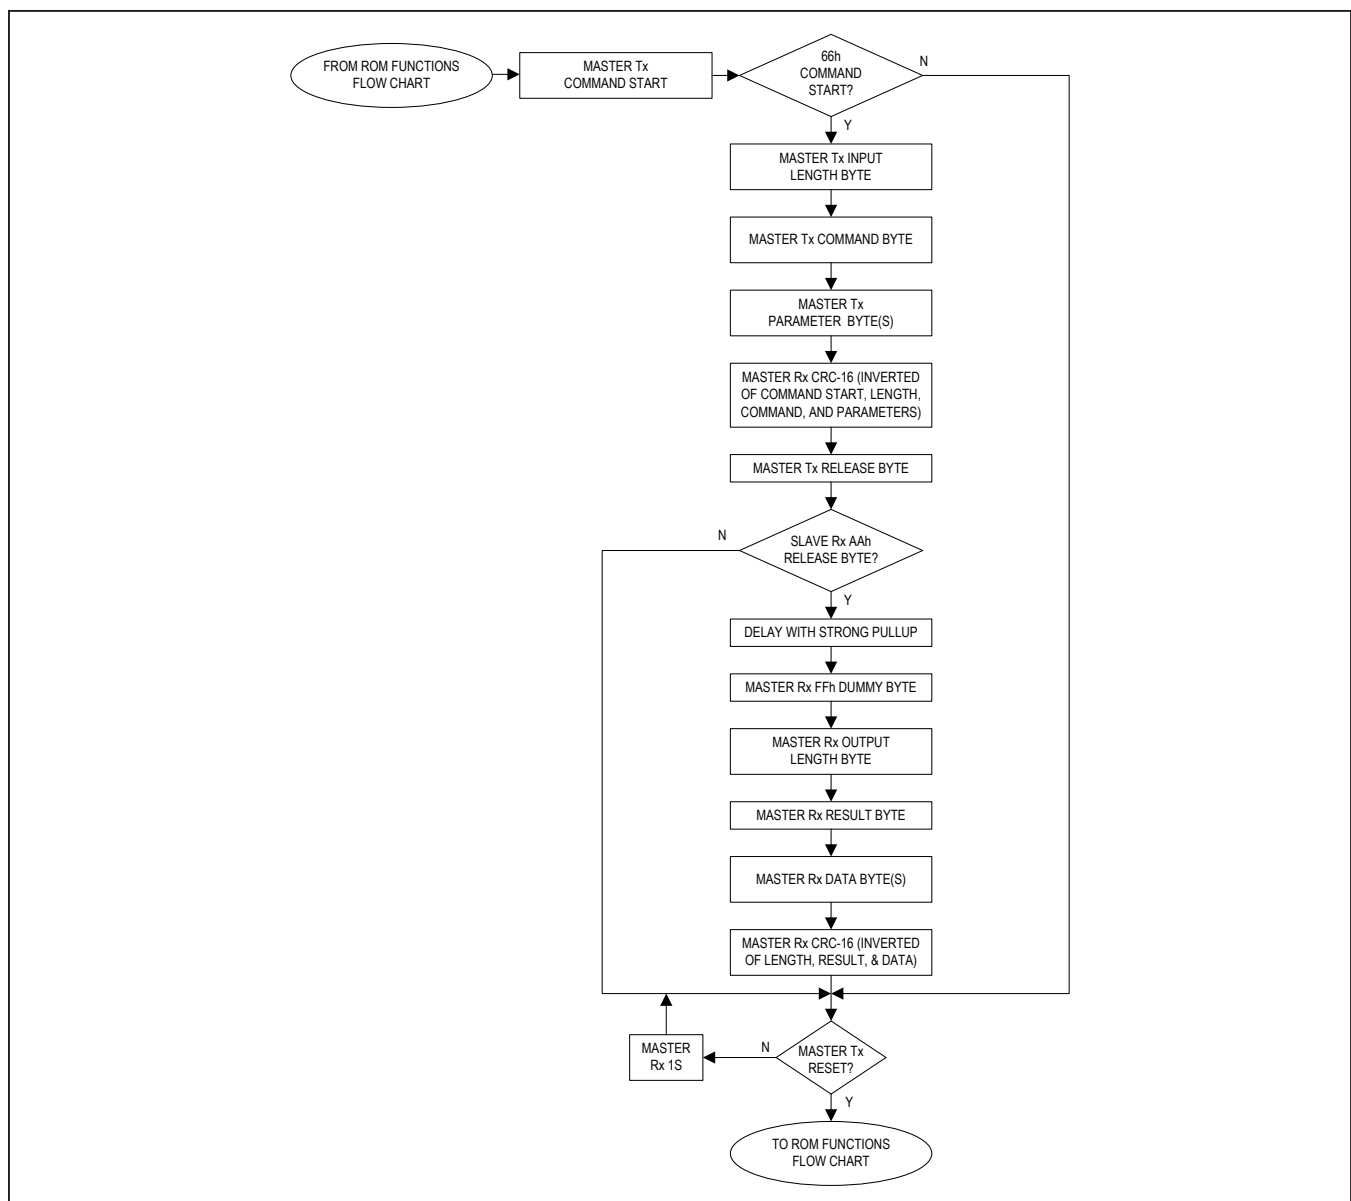 FROM ROM FUNCTIONS
FLOW CHART
MASTER Tx
COMMAND START
66h
COMMAND
START?
N
Y
MASTER Tx INPUT
LENGTH BYTE
MASTER Tx COMMAND BYTE
MASTER Tx
PARAMETER BYTE(S)
MASTER Rx CRC-16 (INVERTED
OF COMMAND START, LENGTH,
COMMAND, AND PARAMETERS)
MASTER Tx RELEASE BYTE
N
SLAVE Rx AAh
RELEASE BYTE?
Y
DELAY WITH STRONG PULLUP
MASTER Rx FFh DUMMY BYTE
MASTER Rx OUTPUT
LENGTH BYTE
MASTER Rx RESULT BYTE
MASTER Rx DATA BYTE(S)
MASTER Rx CRC-16 (INVERTED
OF LENGTH, RESULT, & DATA)
MASTER
Rx 1S
N
MASTER Tx
RESET?
Y
TO ROM FUNCTIONS
FLOW CHART